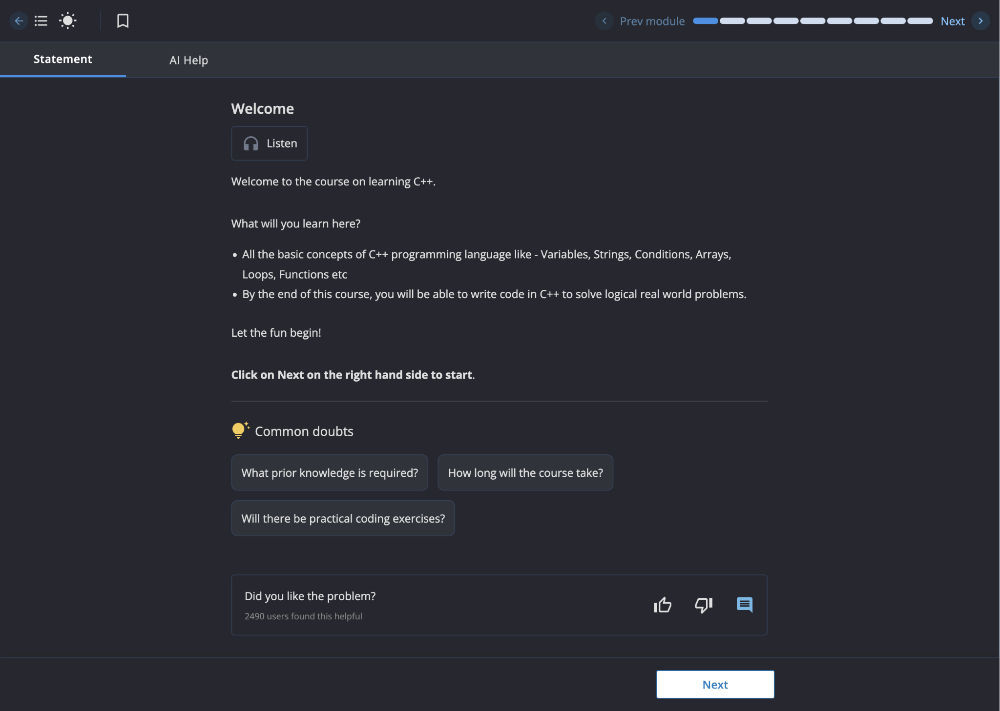 Prev module
Next
Statement
AI Help
Welcome
Listen
Welcome to the course on learning C++.
What will you learn here?
• All the basic concepts of C++ programming language like - Variables, Strings, Conditions, Arrays,
Loops, Functions etc
• By the end of this course, you will be able to write code in C++ to solve logical real world problems.
Let the fun begin!
Click on Next on the right hand side to start.
Common doubts
What prior knowledge is required?
How long will the course take?
Will there be practical coding exercises?
Did you like the problem?
2490 users found this helpful
Next